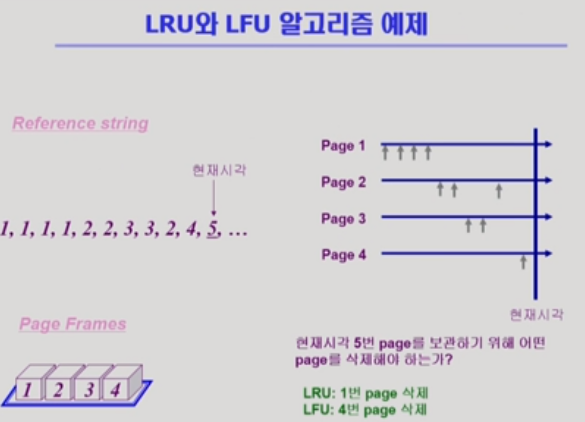 LRU와 LFU 알고리즘 예제
Reference string
현재시각
1, 1, 1, 1, 2, 2, 3, 3, 2, 4, 5, ...
Page Frames
1 2 3 4
Page 1
Page 2
Page 3
Page 4
현재시각
현재시각 5번 page를 보관하기 위해 어떤
page를 삭제해야 하는가?
LRU: 1번 page 삭제
LFU: 4번 page 삭제